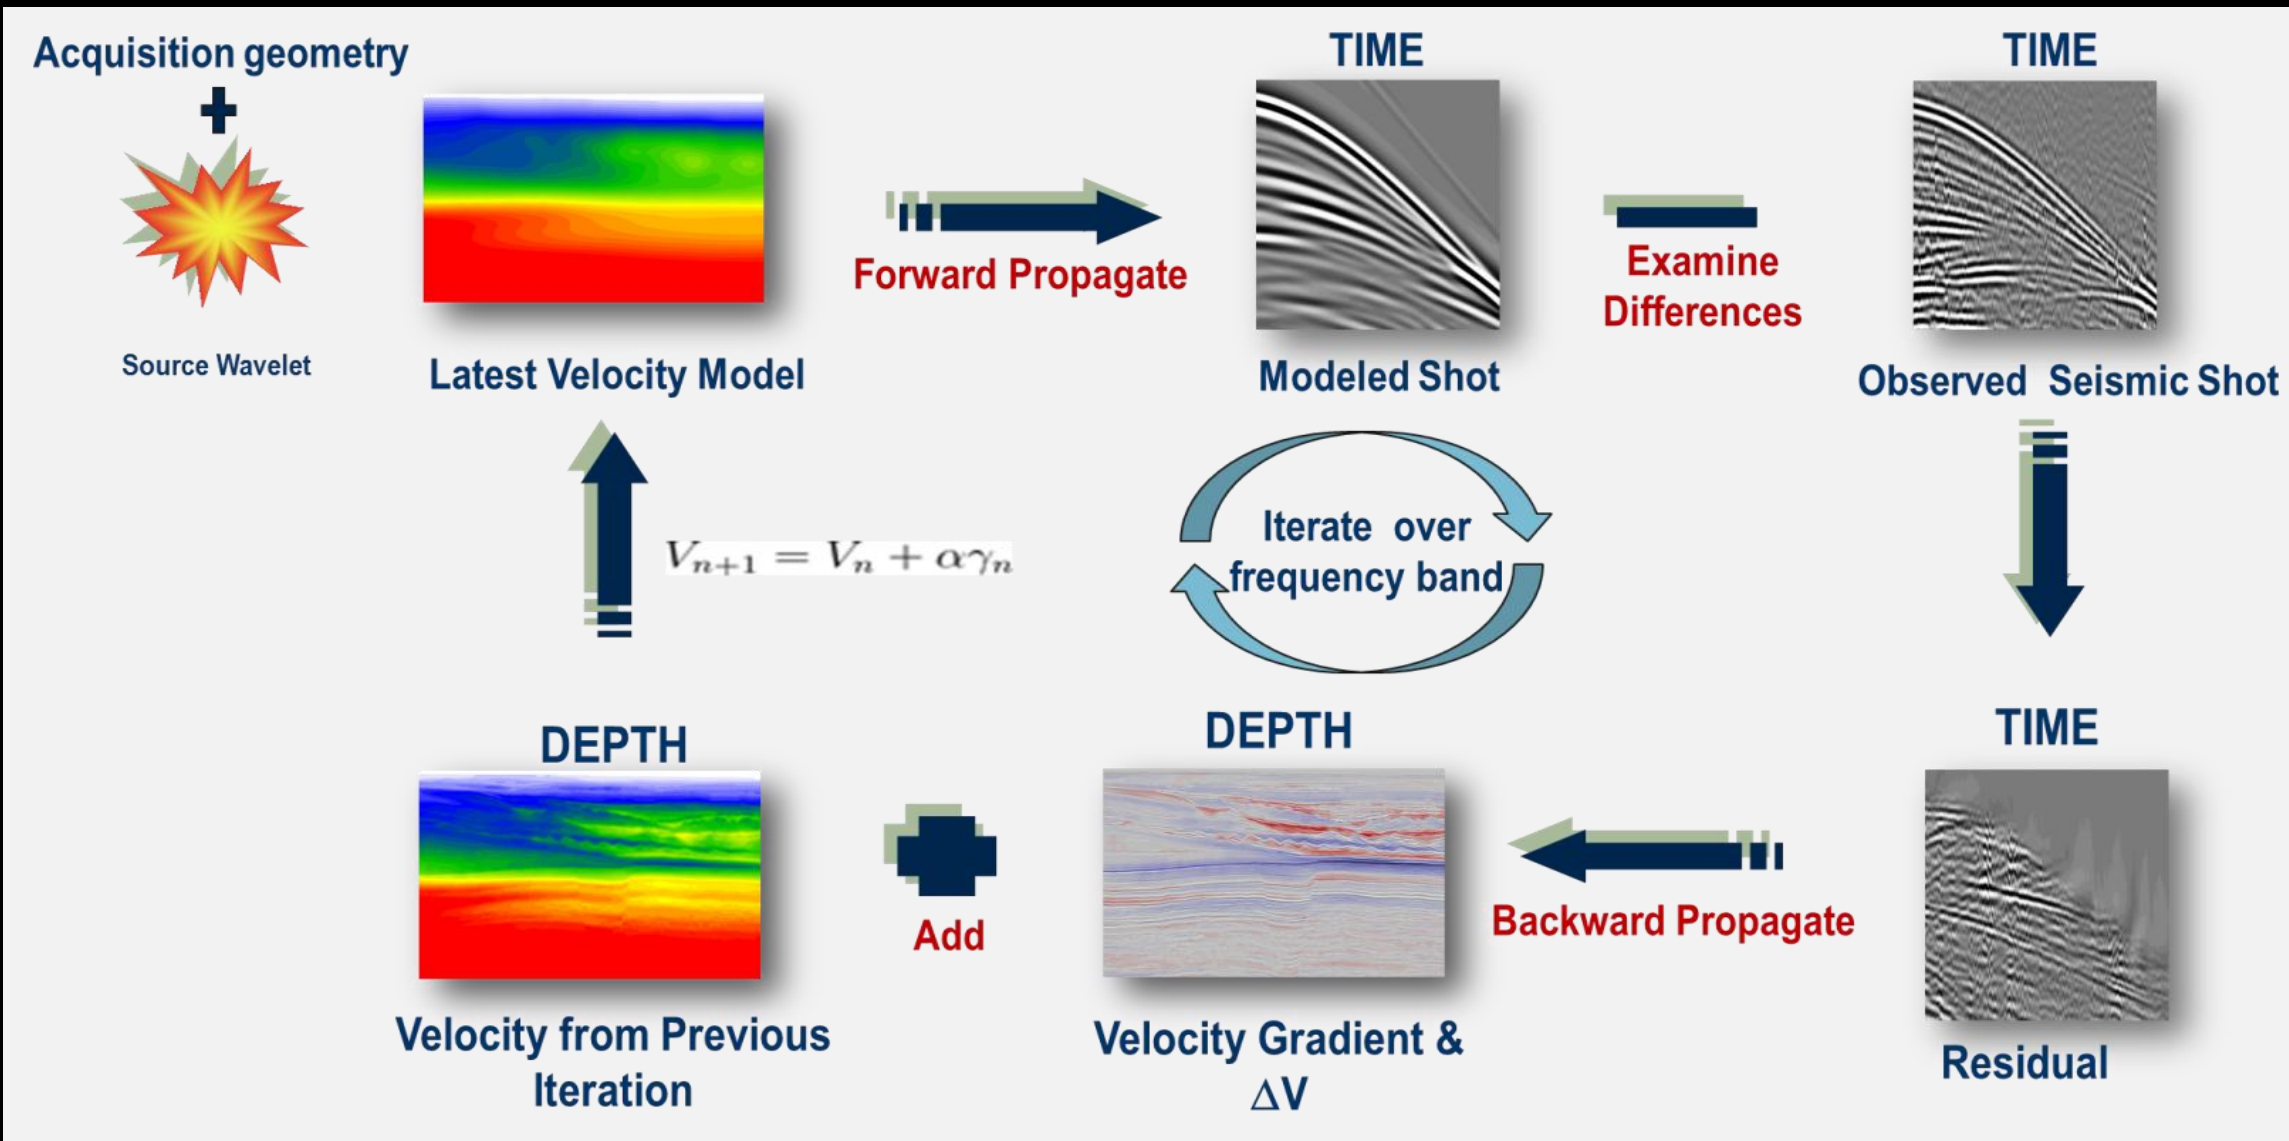 Acquisition geometry
Source Wavelet
Latest Velocity Model
Forward Propagate
TIME
Modeled Shot
Examine
Differences
TIME
Observed Seismic Shot
V_{n+1} = V_n + αγ_n
Iterate over
frequency band
DEPTH
Velocity from Previous
Iteration
Add
DEPTH
Velocity Gradient &
ΔV
Backward Propagate
TIME
Residual